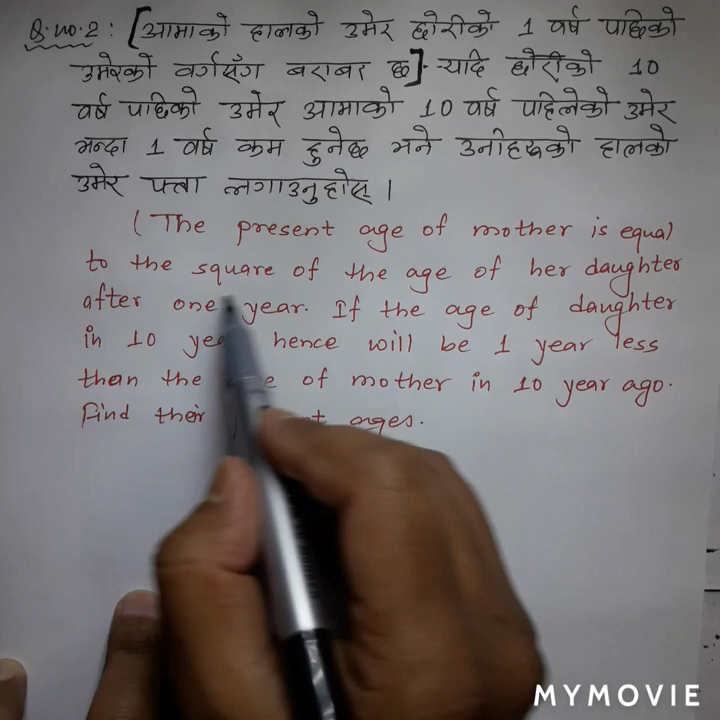 Q.no.2: [आमाको हालको उमेर छोरीको 1 वर्ष पछिको
उमेरको वर्गसँग बराबर छ]. यदि छोरीको 10
वर्ष पछिको उमेर आमाको 10 वर्ष पहिलेको उमेर
भन्दा 1 वर्ष कम हुनेछ भने उनीहरूको हालको
उमेर पत्ता लगाउनुहोस् ।
(The present age of mother is equal
to the square of the age of her daughter
after one year. If the age of daughter
in 10 hence will be 1 year less
than the of mother in 10 year ago.
Find their ages.
MYMOVIE